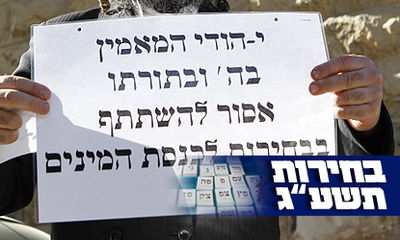 י-הודי המאמין
בה' ובתורתו
אסור להשתתף
בבחירות לכנסת המינים
בחירות
תשע"ג